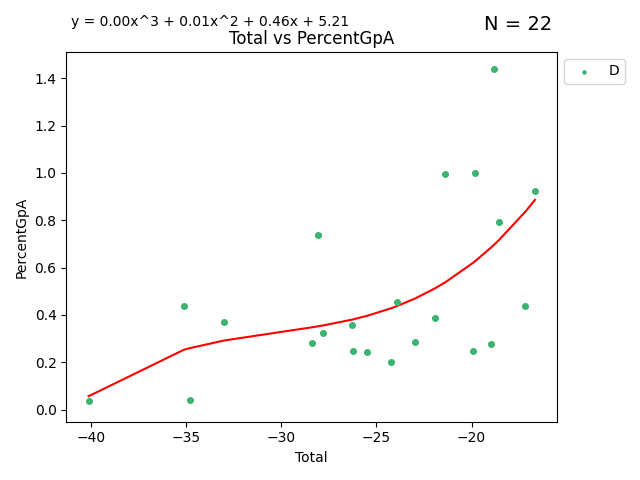 y = 0.00x^3 + 0.01x^2 + 0.46x + 5.21
N = 22
Total vs PercentGpA
D
PercentGpA
1.4
1.2
1.0
0.8
0.6
0.4
0.2
0.0
−40
−35
−30
−25
−20
Total